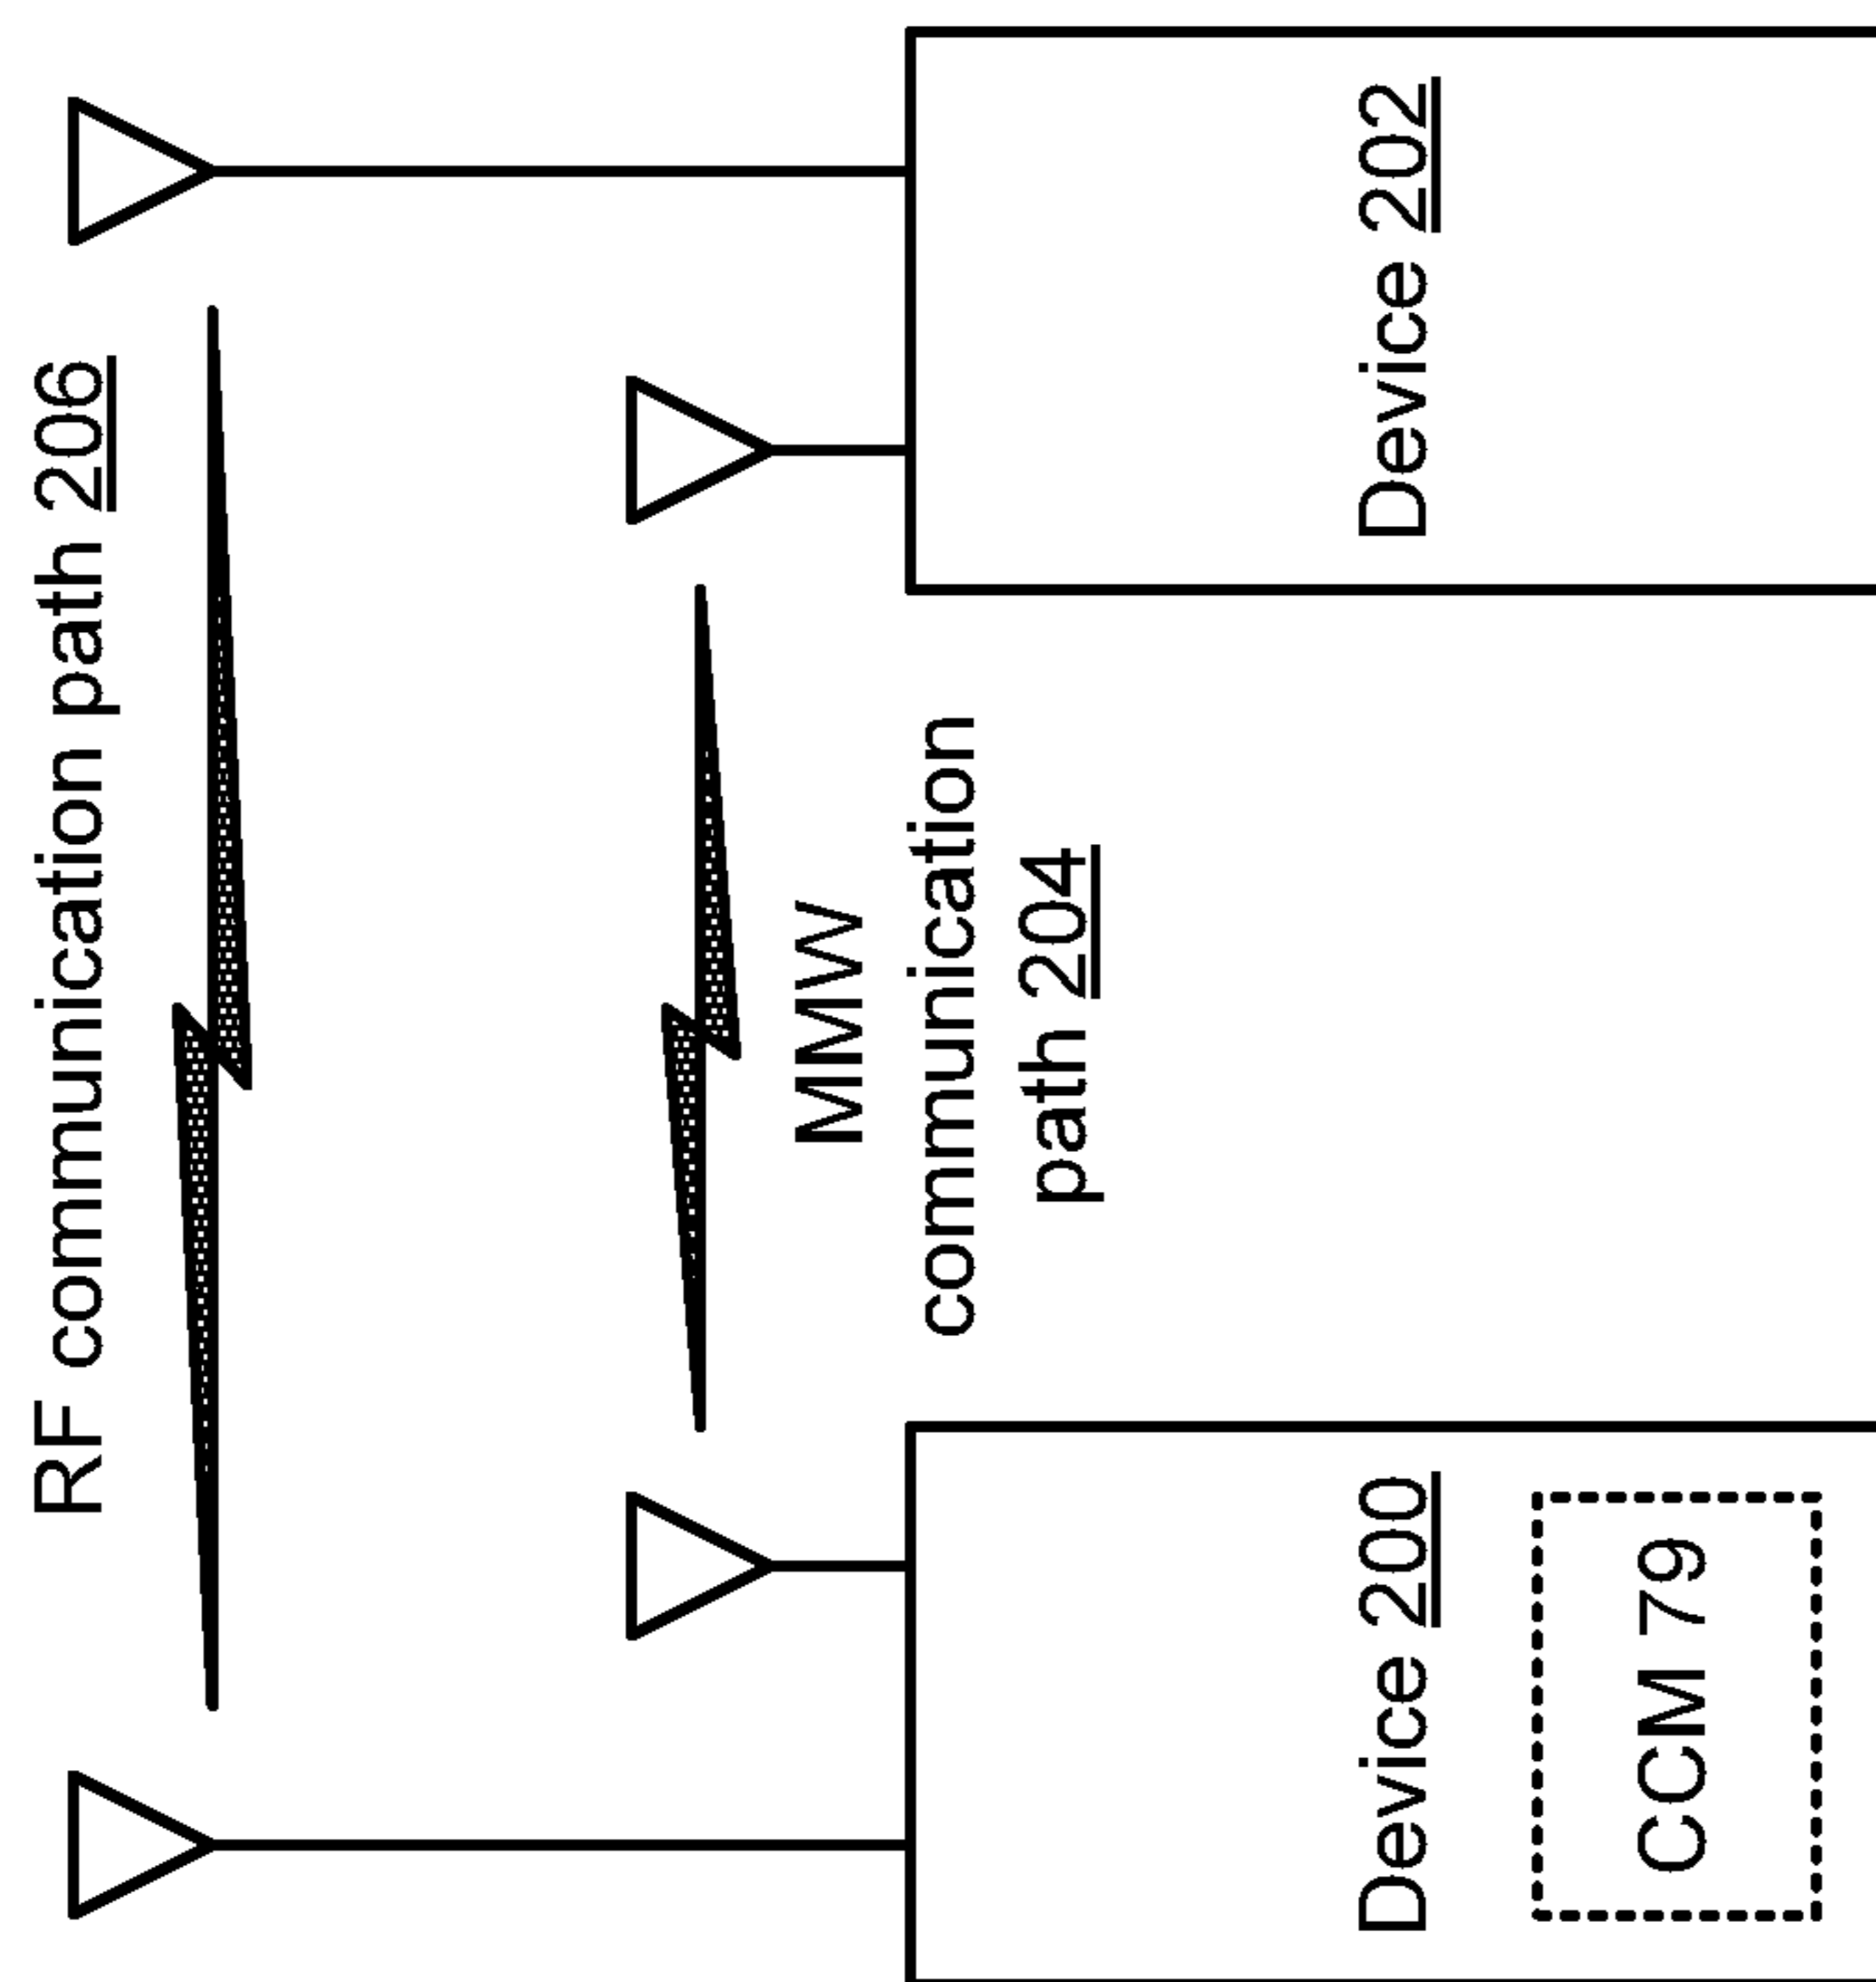 RF communication path 206
MMW
communication
path 204
Device 200
Device 202
CCM 79